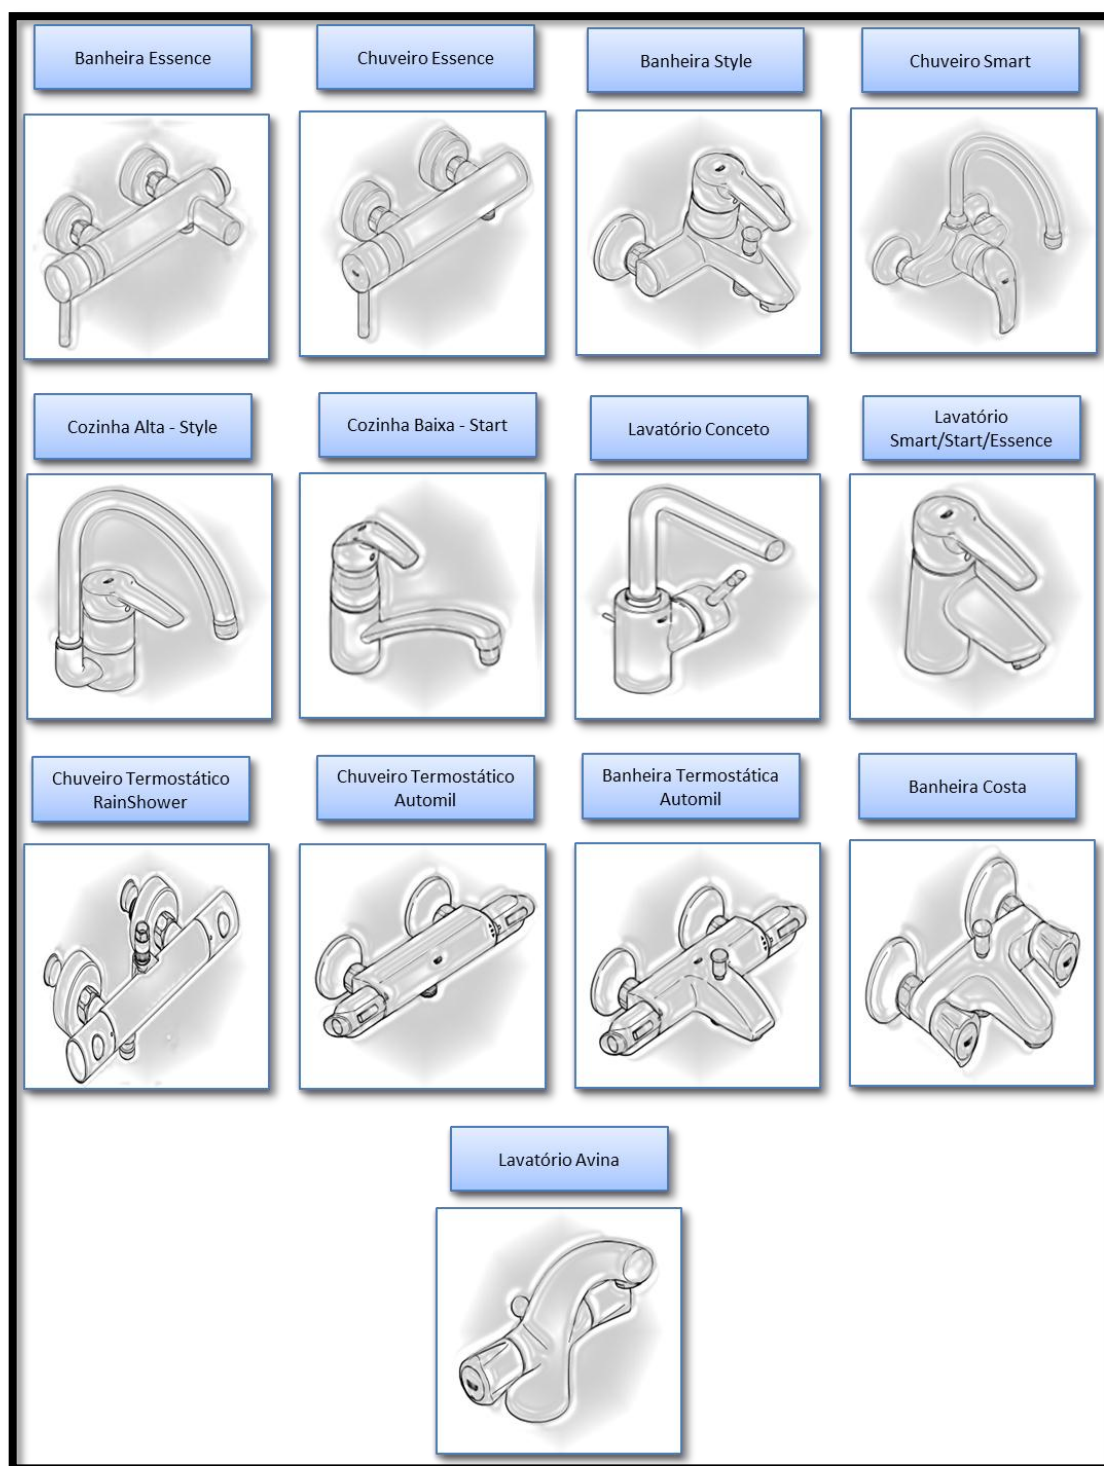 Banheira Essence
Chuveiro Essence
Banheira Style
Chuveiro Smart
Cozinha Alta - Style
Cozinha Baixa - Start
Lavatório Conceto
Lavatório
Smart/Start/Essence
Chuveiro Termostático
RainShower
Chuveiro Termostático
Automil
Banheira Termostática
Automil
Banheira Costa
Lavatório Avina